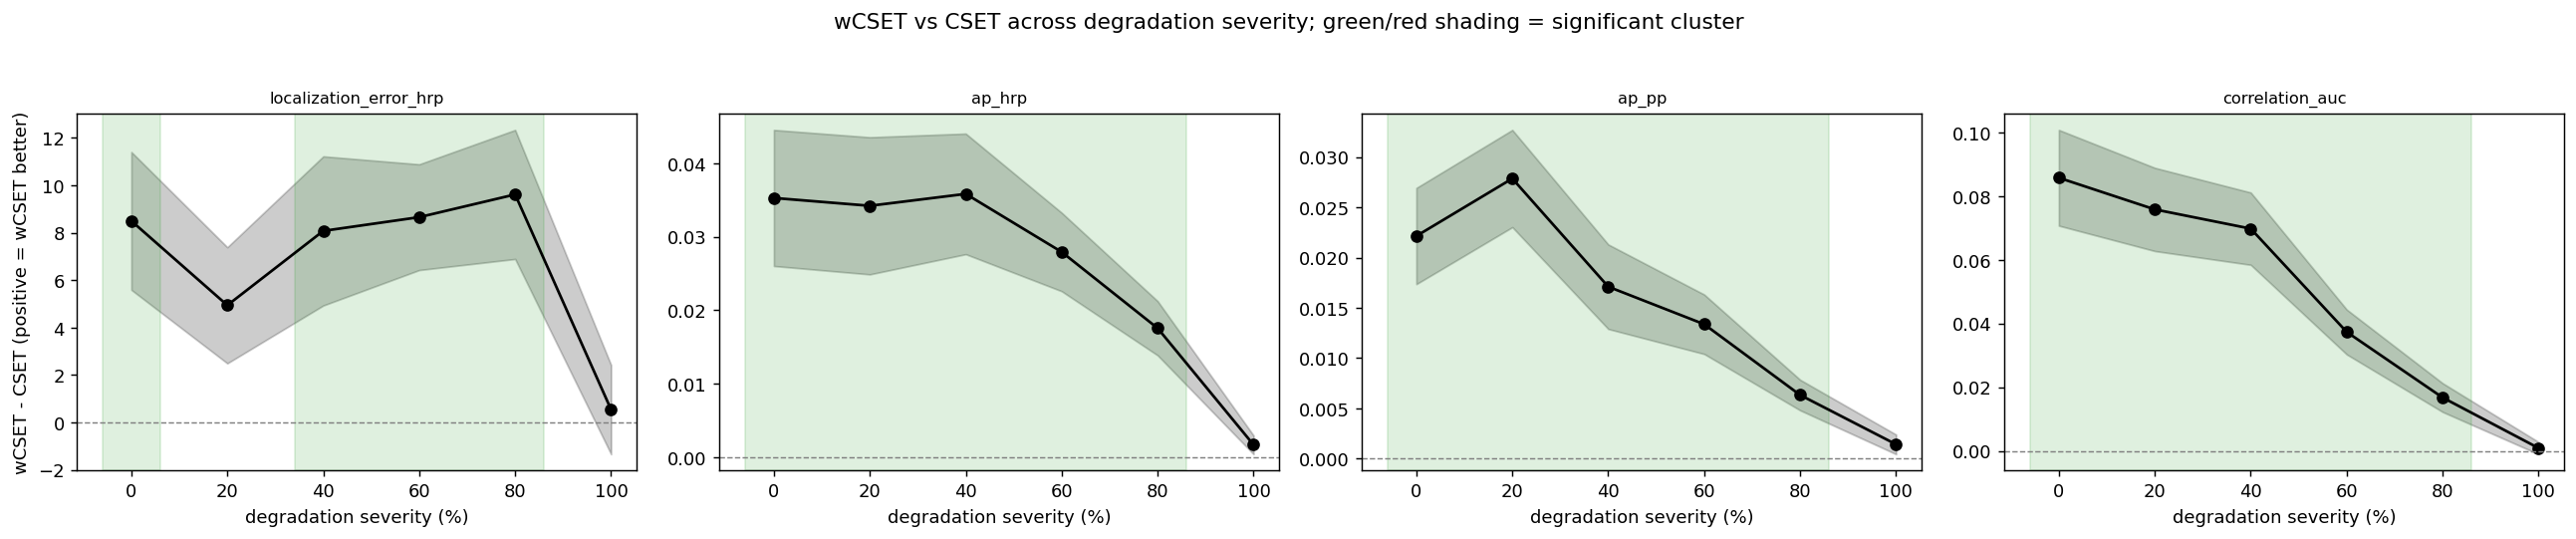 wCSET vs CSET across degradation severity; green/red shading = significant cluster
localization_error_hrp
wCSET - CSET (positive = wCSET better)
12
10
8
6
4
2
0
−2
0 20 40 60 80 100
degradation severity (%)
ap_hrp
0.04
0.03
0.02
0.01
0.00
0 20 40 60 80 100
degradation severity (%)
ap_pp
0.030
0.025
0.020
0.015
0.010
0.005
0.000
0 20 40 60 80 100
degradation severity (%)
correlation_auc
0.10
0.08
0.06
0.04
0.02
0.00
0 20 40 60 80 100
degradation severity (%)